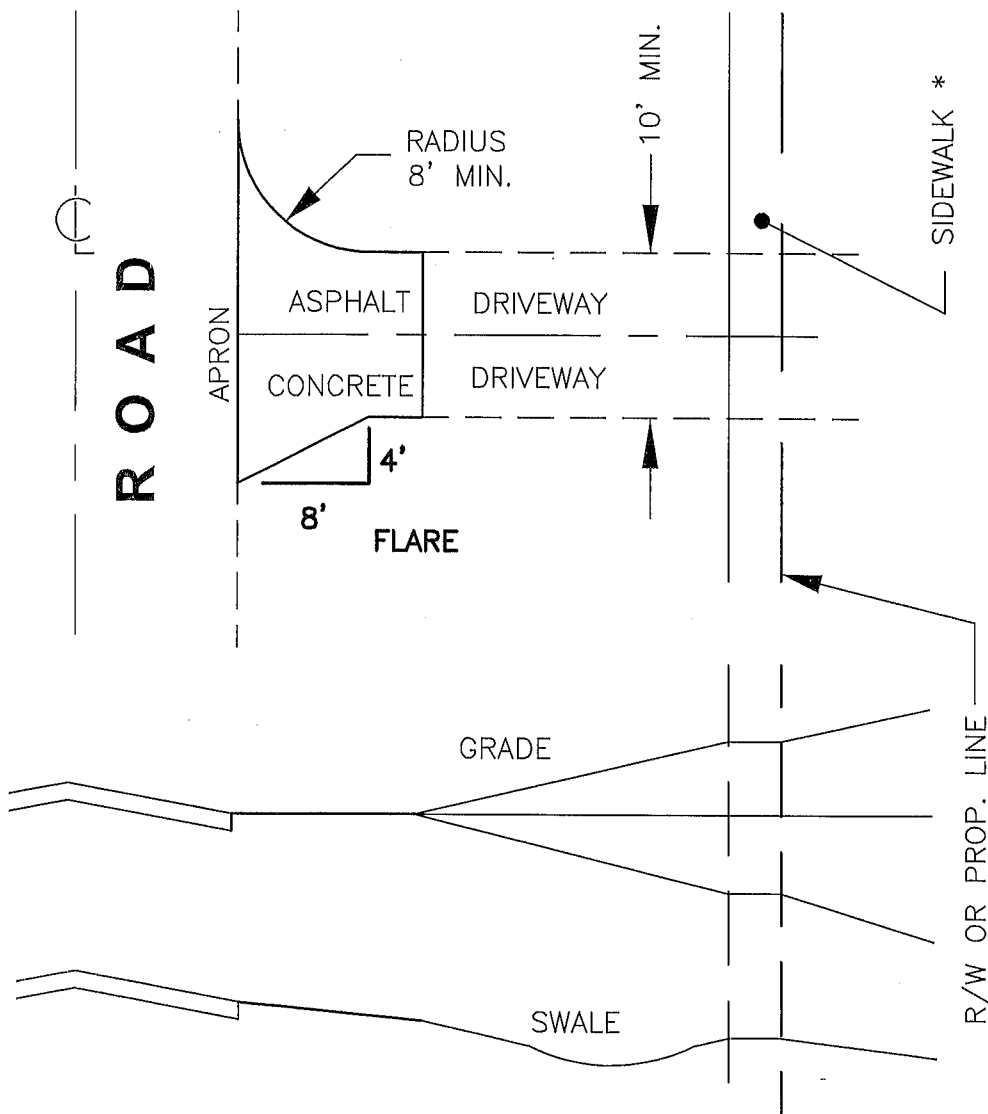 RADIUS
8' MIN.
10' MIN.
SIDEWALK *
℄
ROAD
APRON
ASPHALT
DRIVEWAY
CONCRETE
DRIVEWAY
4'
8'
FLARE
GRADE
R/W OR PROP. LINE
SWALE